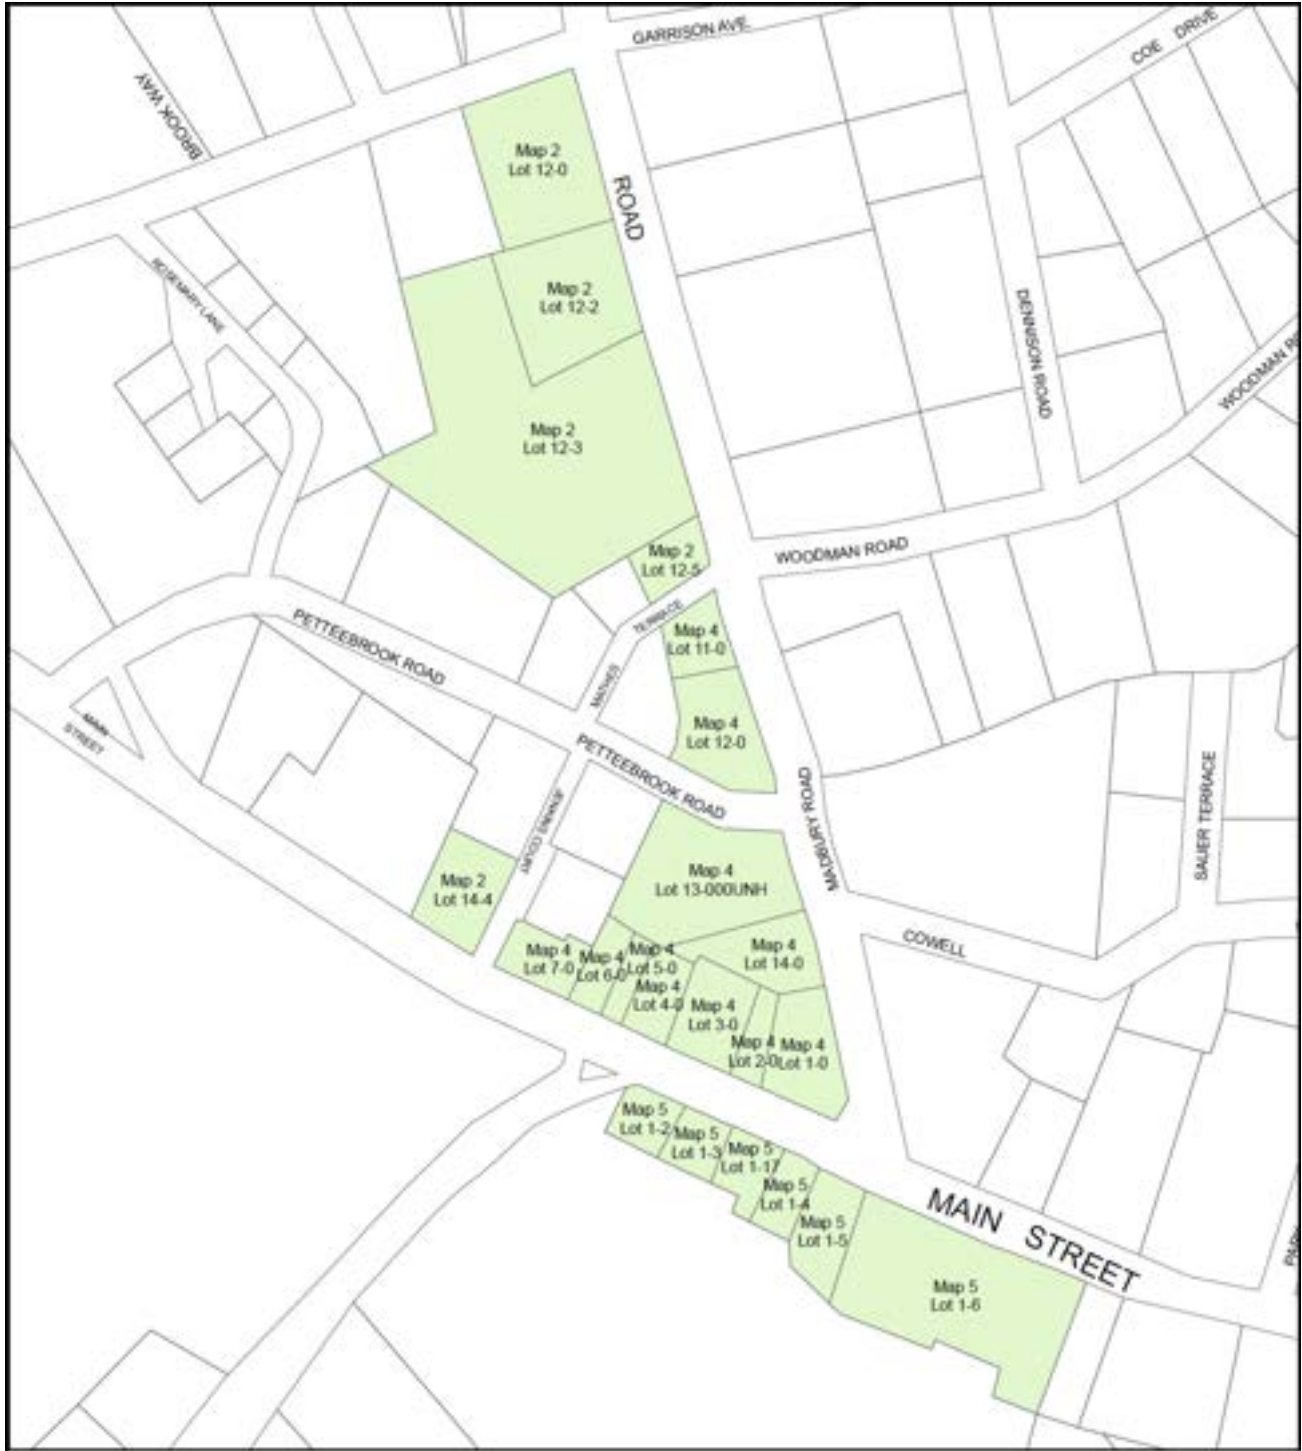 GARRISON AVE
COE DRIVE
BROOK WAY
Map 2
Lot 12-0
ROAD
ROSEMARY LANE
Map 2
Lot 12-2
DENNISON ROAD
WOODMAN
Map 2
Lot 12-3
WOODMAN ROAD
Map 2
Lot 12-5
TERRACE
MATHES
PETTEEBROOK ROAD
Map 4
Lot 11-0
MAIN
STREET
Map 4
Lot 12-0
PETTEEBROOK ROAD
MADBURY ROAD
SAUER TERRACE
JENKINS COURT
Map 2
Lot 14-4
Map 4
Lot 13-000UNH
COWELL
Map 4
Lot 7-0
Map 4
Lot 6-0
Map 4
Lot 5-0
Map 4
Lot 4-0
Map 4
Lot 14-0
Map 4
Lot 3-0
Map 4
Lot 2-0
Map 4
Lot 1-0
Map 5
Lot 1-2
Map 5
Lot 1-3
Map 5
Lot 1-17
Map 5
Lot 1-4
Map 5
Lot 1-5
MAIN STREET
Map 5
Lot 1-6